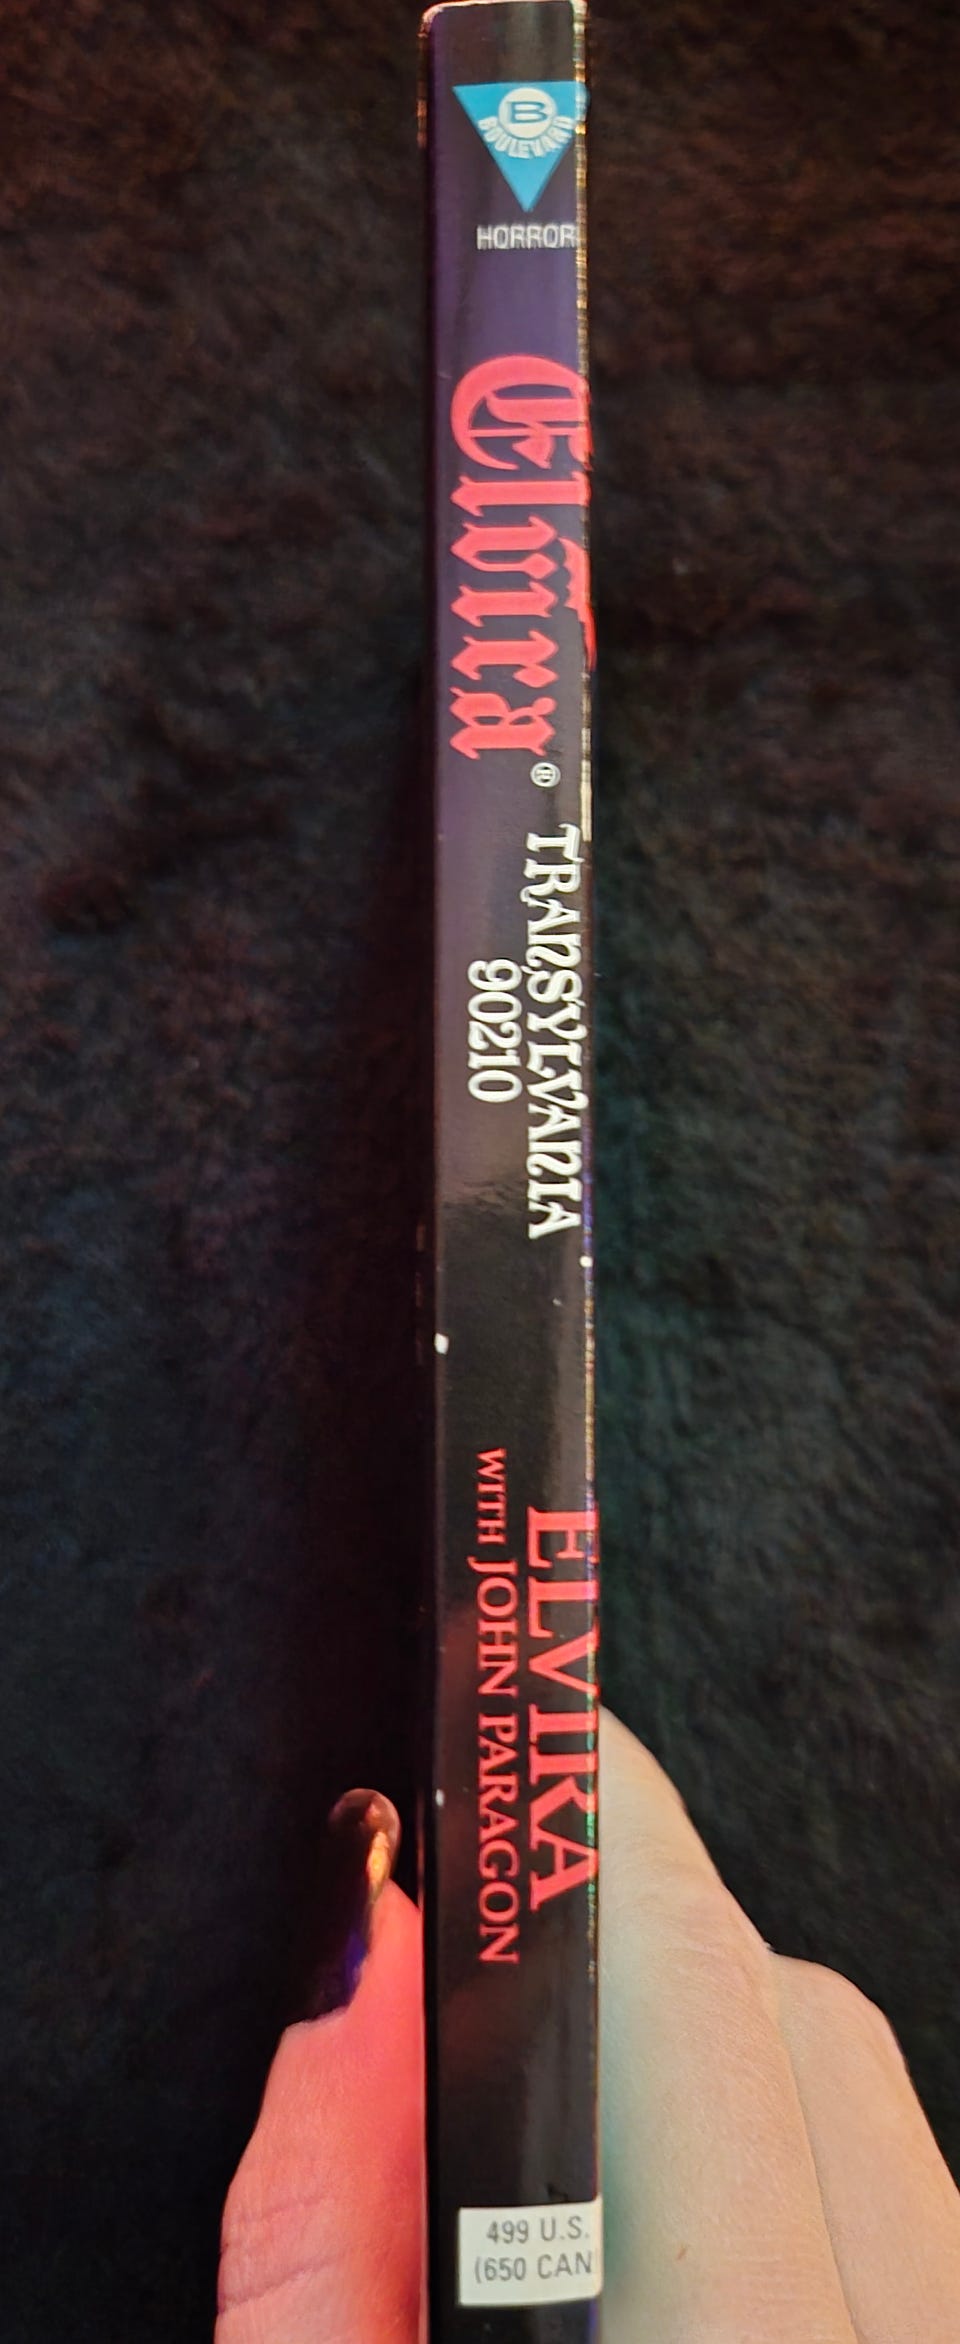 B
BOULEVARD
HORROR
Elvira®
TRANSYLVANIA
90210
ELVIRA
WITH JOHN PARAGON
499 U.S.
(650 CAN